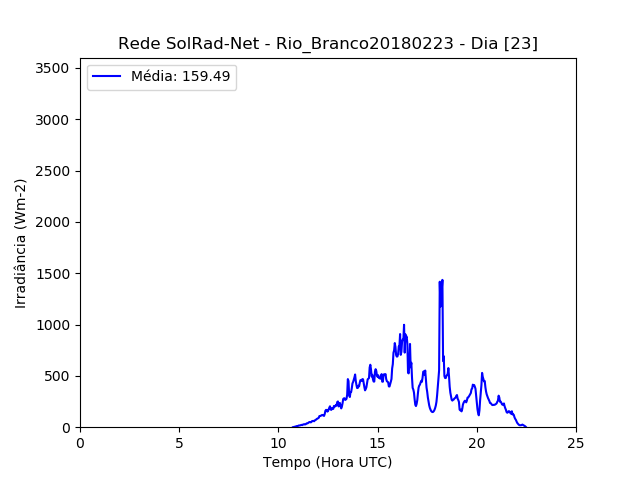 Rede SolRad-Net - Rio_Branco20180223 - Dia [23]
Média: 159.49
Irradiância (Wm-2)
3500
3000
2500
2000
1500
1000
500
0
0 5 10 15 20 25
Tempo (Hora UTC)